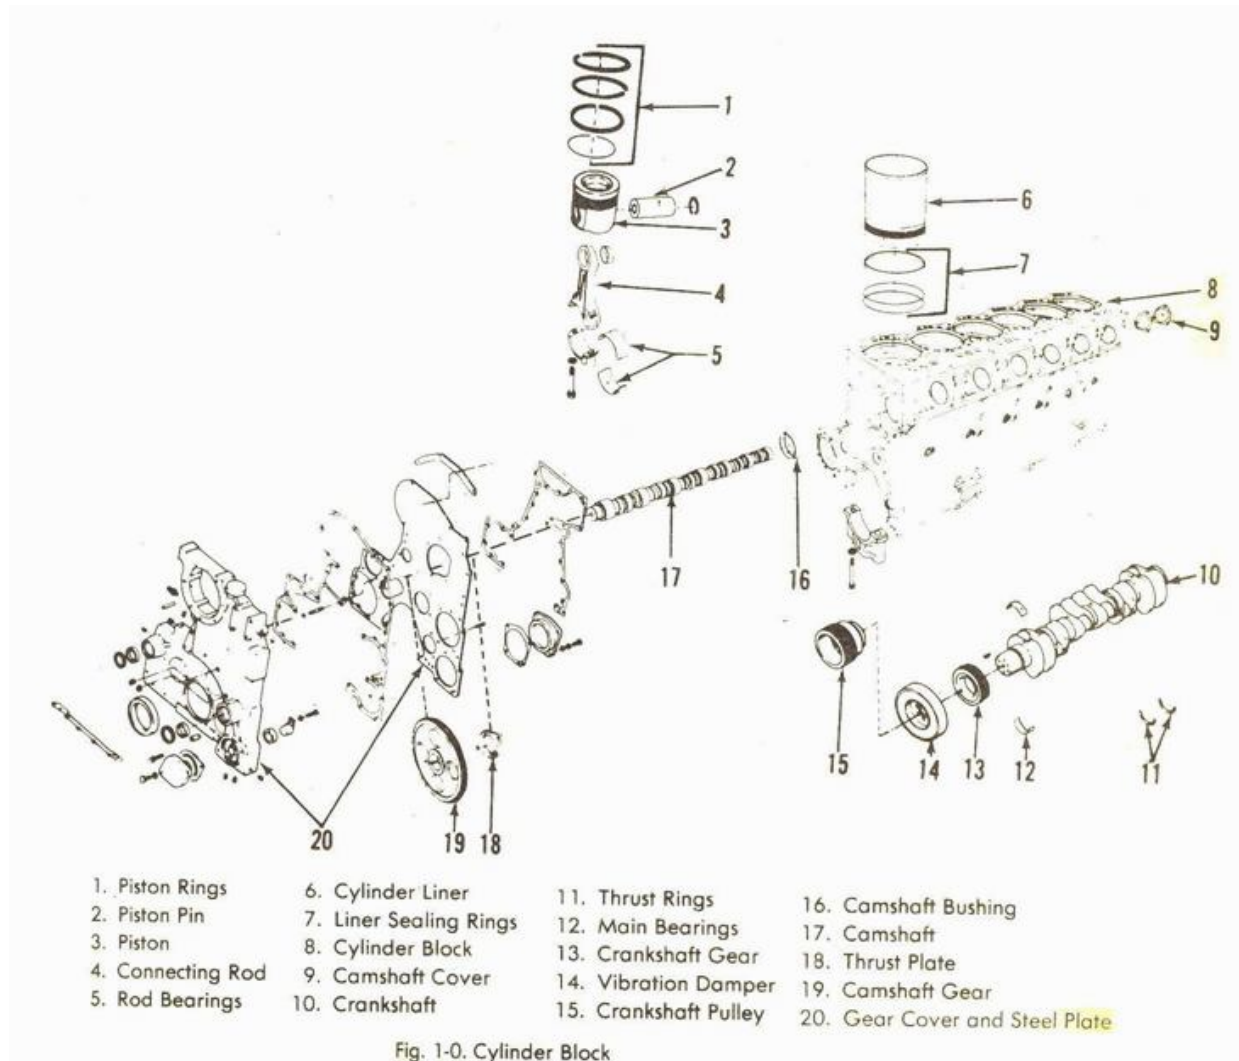 1
2
3
4
5
6
7
8
9
10
11
12
13
14
15
16
17
18
19
20
1. Piston Rings
2. Piston Pin
3. Piston
4. Connecting Rod
5. Rod Bearings
6. Cylinder Liner
7. Liner Sealing Rings
8. Cylinder Block
9. Camshaft Cover
10. Crankshaft
11. Thrust Rings
12. Main Bearings
13. Crankshaft Gear
14. Vibration Damper
15. Crankshaft Pulley
16. Camshaft Bushing
17. Camshaft
18. Thrust Plate
19. Camshaft Gear
20. Gear Cover and Steel Plate
Fig. 1-0. Cylinder Block